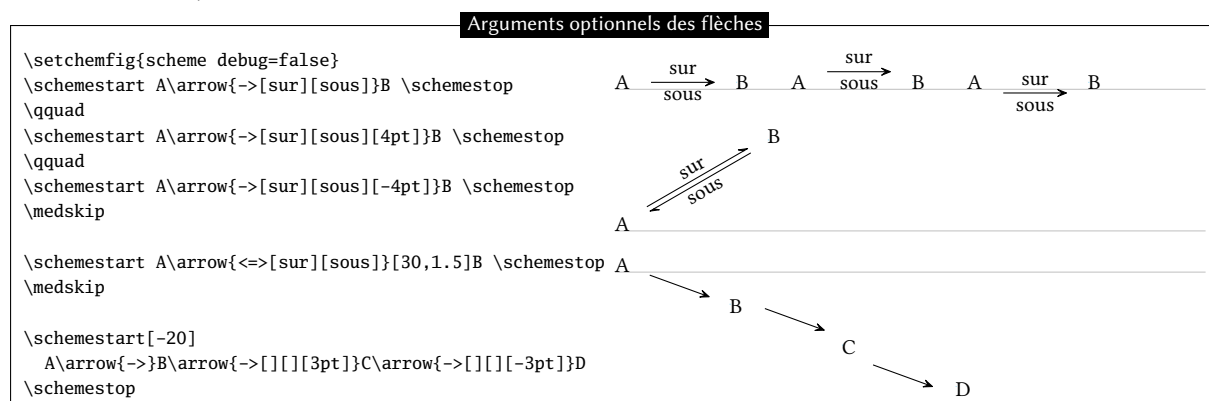 Arguments optionnels des flèches
\setchemfig{scheme debug=false}
\schemestart A\arrow{->[sur][sous]}B \schemestop
\qquad
\schemestart A\arrow{->[sur][sous][4pt]}B \schemestop
\qquad
\schemestart A\arrow{->[sur][sous][-4pt]}B \schemestop
\medskip
\schemestart A\arrow{<=>[sur][sous]}[30,1.5]B \schemestop
\medskip
\schemestart[-20]
A\arrow{->}B\arrow{->[][][3pt]}C\arrow{->[][][-3pt]}D
\schemestop
sur sur sur
A B A B A B
sous sous sous
B
sur
sous
A
A
B
C
D